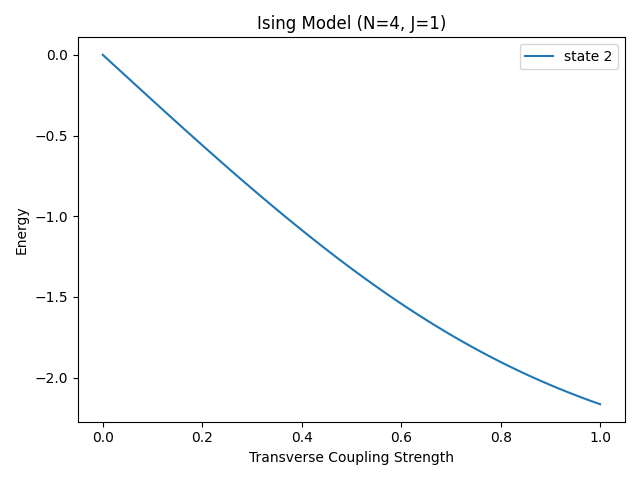 Ising Model (N=4, J=1)
state 2
Energy
0.0
−0.5
−1.0
−1.5
−2.0
0.0 0.2 0.4 0.6 0.8 1.0
Transverse Coupling Strength